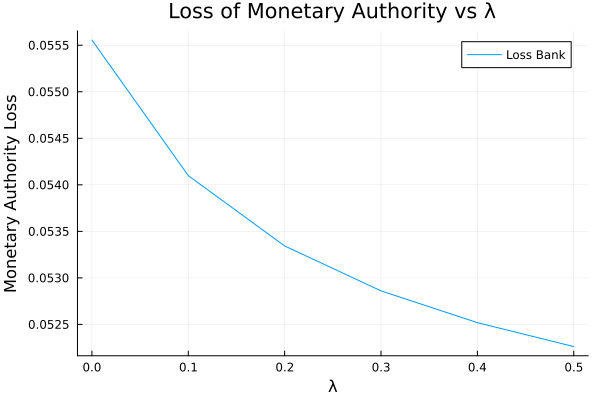 Loss of Monetary Authority vs λ
Loss Bank
Monetary Authority Loss
0.0555
0.0550
0.0545
0.0540
0.0535
0.0530
0.0525
0.0 0.1 0.2 0.3 0.4 0.5
λ